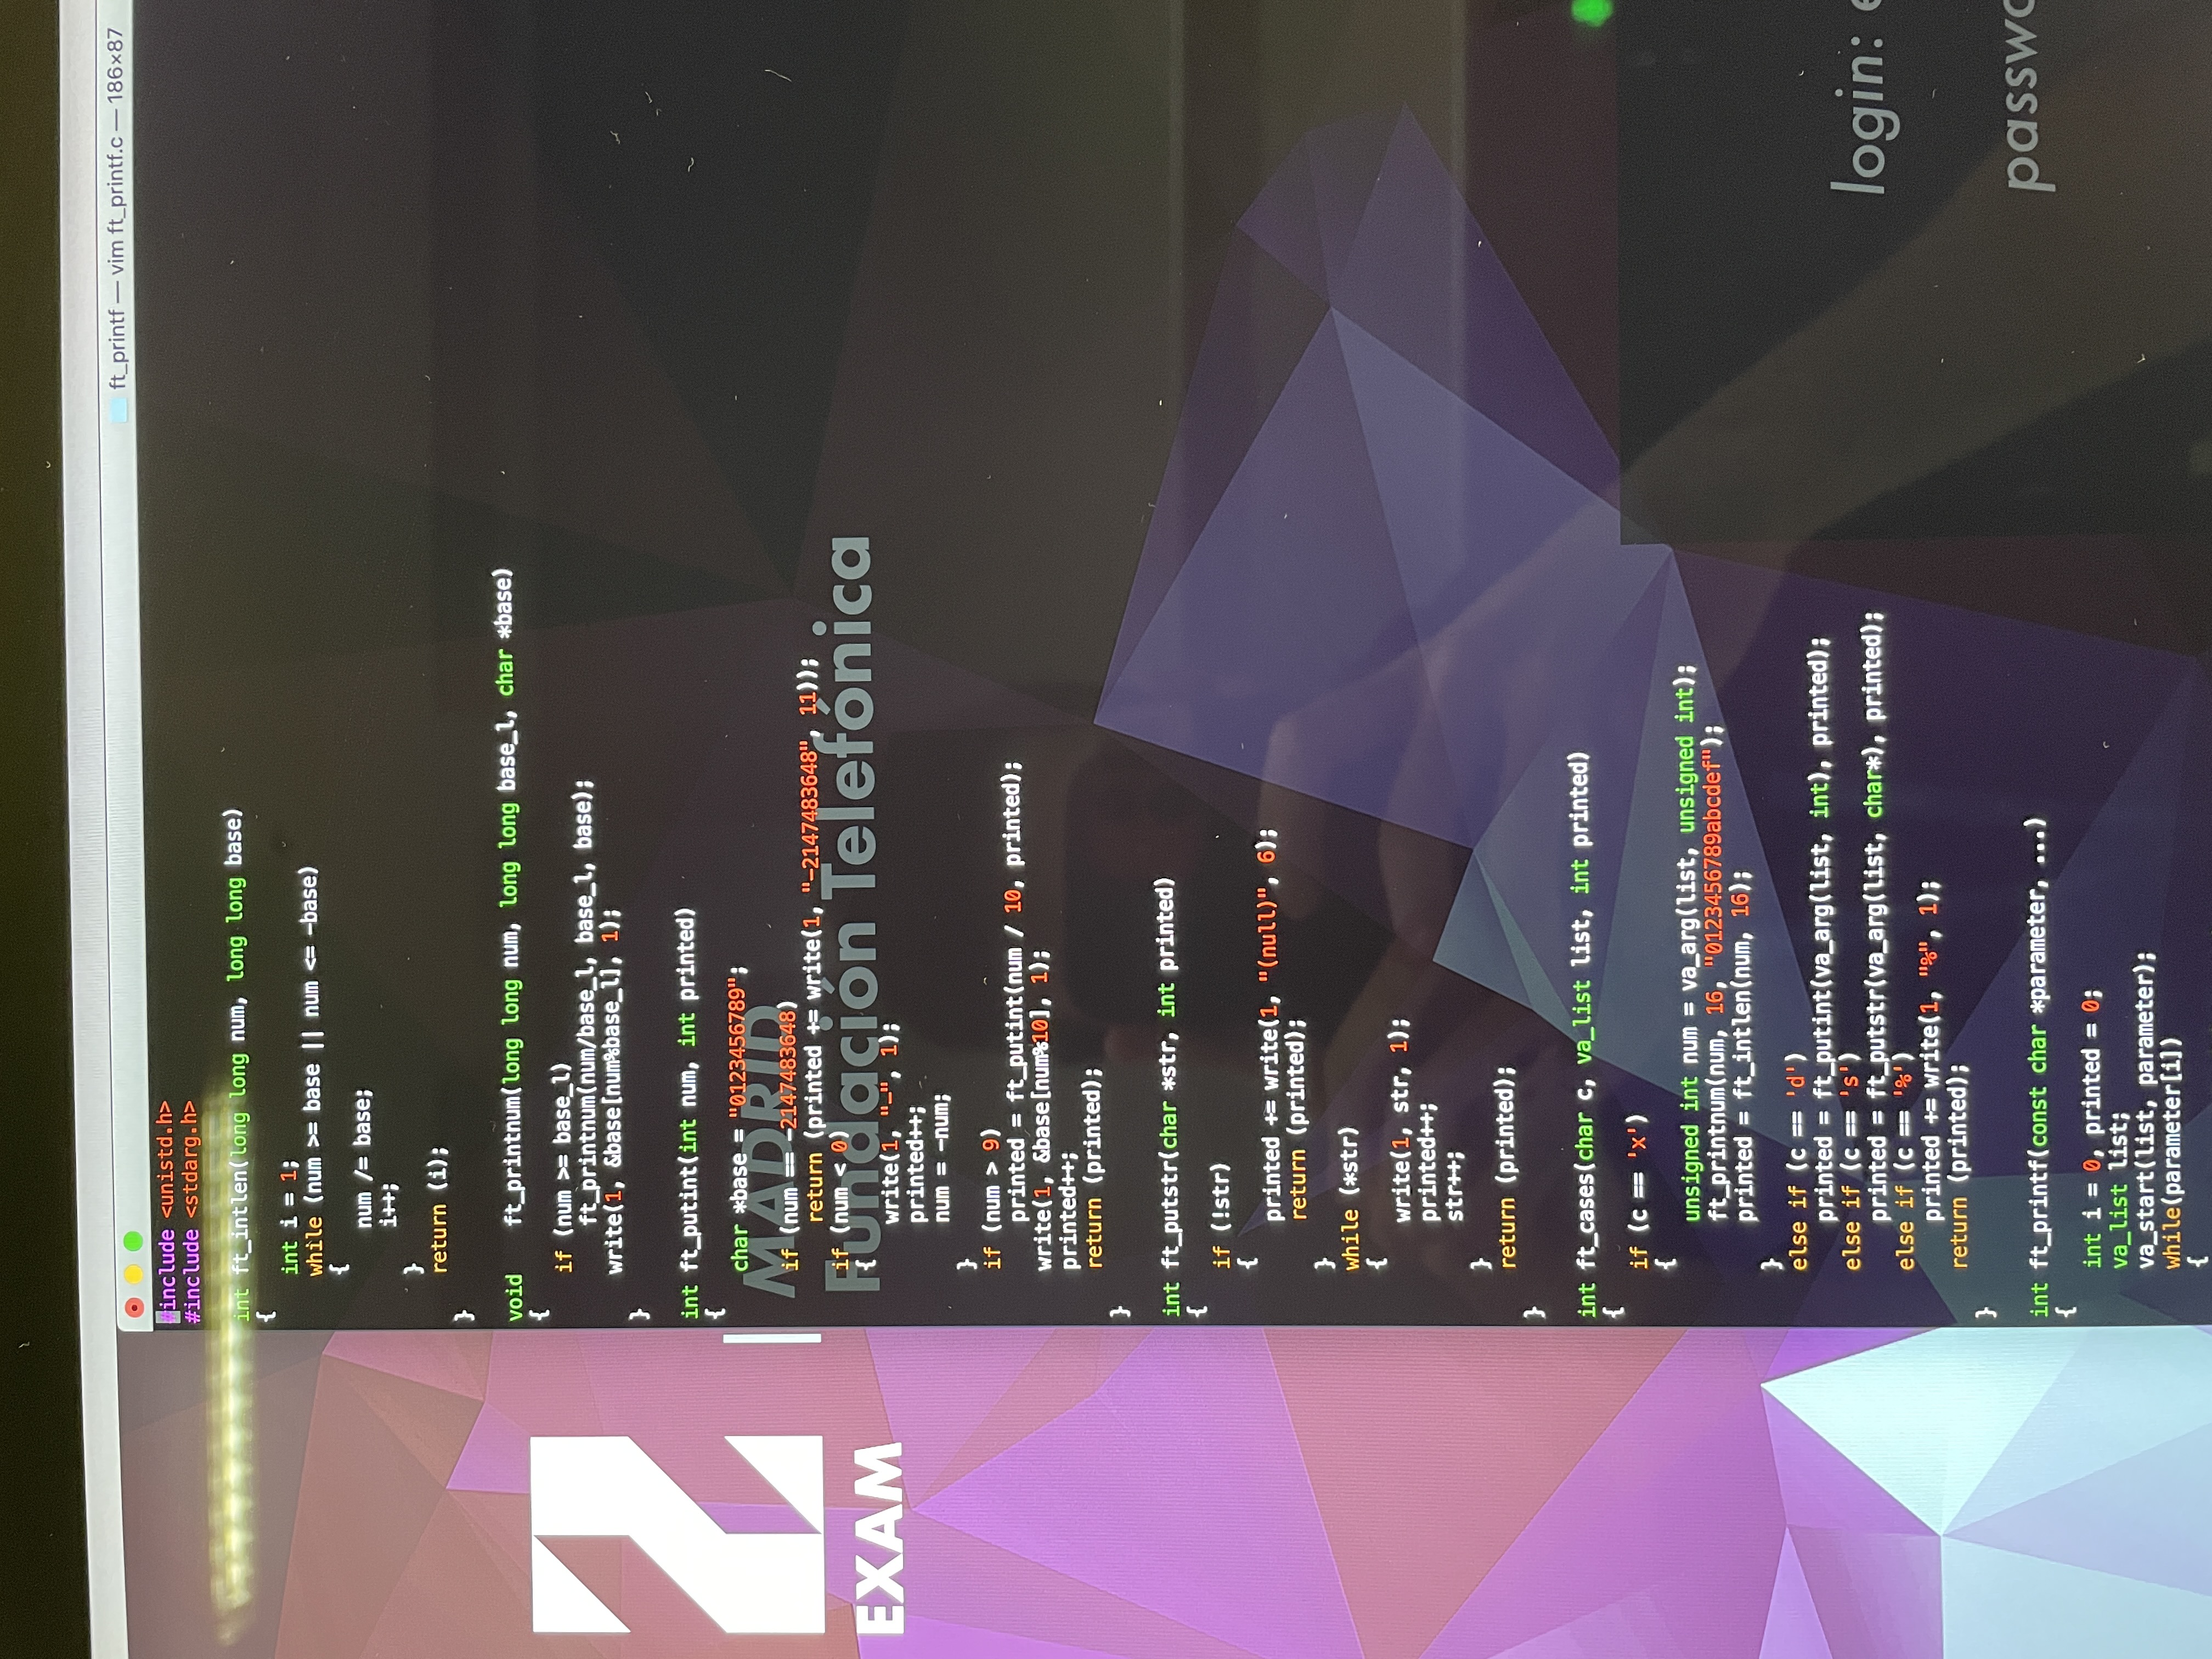 ft_printf — vim ft_printf.c — 186×87
#include <unistd.h>
#include <stdarg.h>
int ft_intlen(long long num, long long base)
{
    int i = 1;
    while (num >= base || num <= -base)
    {
        num /= base;
        i++;
    }
    return (i);
}
void    ft_printnum(long long num, long long base_l, char *base)
{
    if (num >= base_l)
        ft_printnum(num/base_l, base_l, base);
    write(1, &base[num%base_l], 1);
}
int ft_putint(int num, int printed)
{
    char *base = "0123456789";
    if (num == -2147483648)
        return (printed += write(1, "-2147483648", 11));
    if (num < 0)
    {
        write(1, "-", 1);
        printed++;
        num = -num;
    }
    if (num > 9)
        printed = ft_putint(num / 10, printed);
    write(1, &base[num%10], 1);
    printed++;
    return (printed);
}
int ft_putstr(char *str, int printed)
{
    if (!str)
    {
        printed += write(1, "(null)", 6);
        return (printed);
    }
    while (*str)
    {
        write(1, str, 1);
        printed++;
        str++;
    }
    return (printed);
}
int ft_cases(char c, va_list list, int printed)
{
    if (c == 'x')
    {
        unsigned int num = va_arg(list, unsigned int);
        ft_printnum(num, 16, "0123456789abcdef");
        printed = ft_intlen(num, 16);
    }
    else if (c == 'd')
        printed = ft_putint(va_arg(list, int), printed);
    else if (c == 's')
        printed = ft_putstr(va_arg(list, char*), printed);
    else if (c == '%')
        printed += write(1, "%", 1);
    return (printed);
}
int ft_printf(const char *parameter, ...)
{
    int i = 0, printed = 0;
    va_list list;
    va_start(list, parameter);
    while(parameter[i])
    {
2
EXAM
MADRID
Fundación Telefónica
login: e
passwo